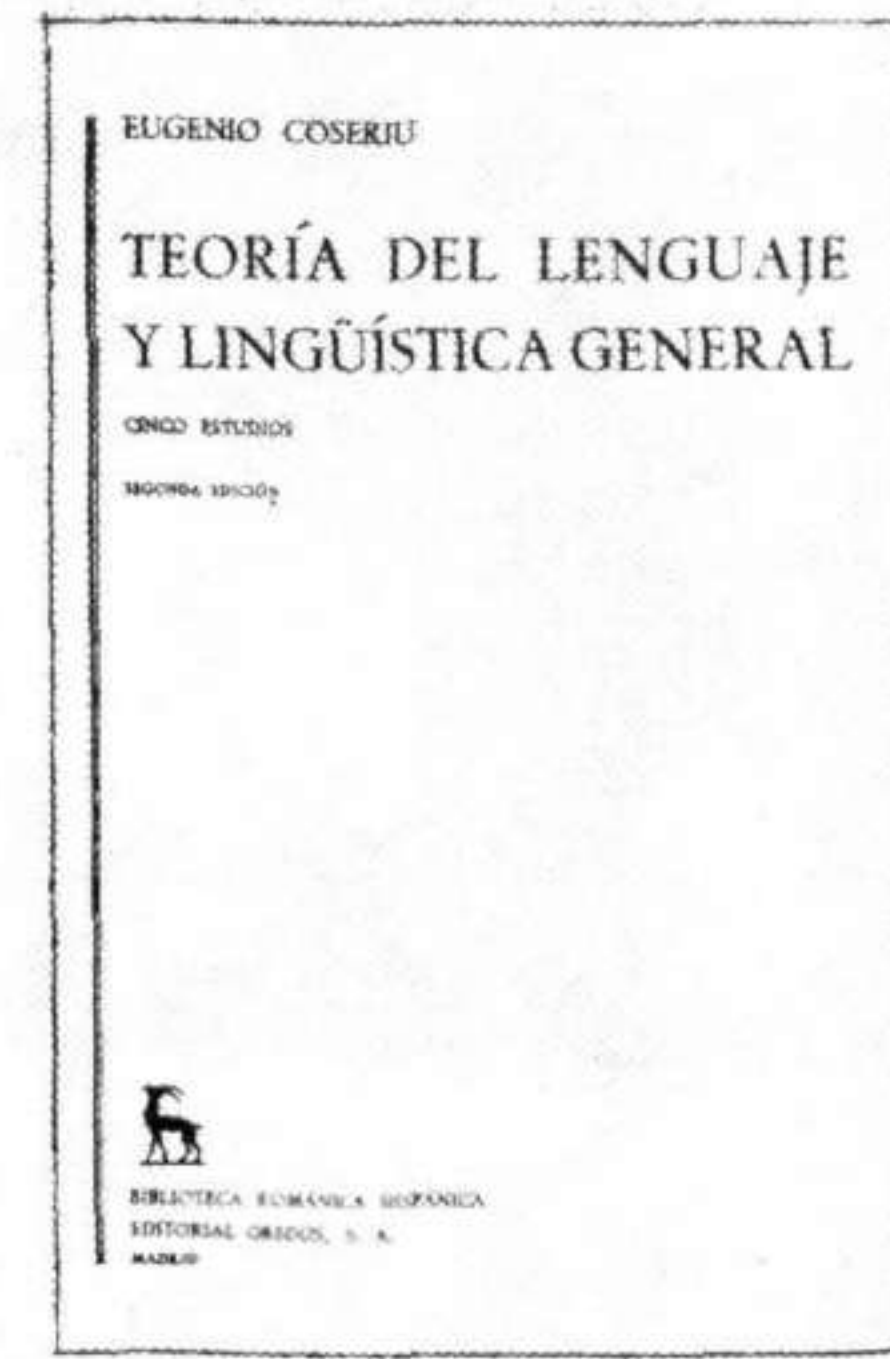 EUGENIO COSERIU
TEORÍA DEL LENGUAJE
Y LINGÜÍSTICA GENERAL
CINCO ESTUDIOS
SEGUNDA EDICIÓN
BIBLIOTECA ROMÁNICA HISPÁNICA
EDITORIAL GREDOS, S. A.
MADRID